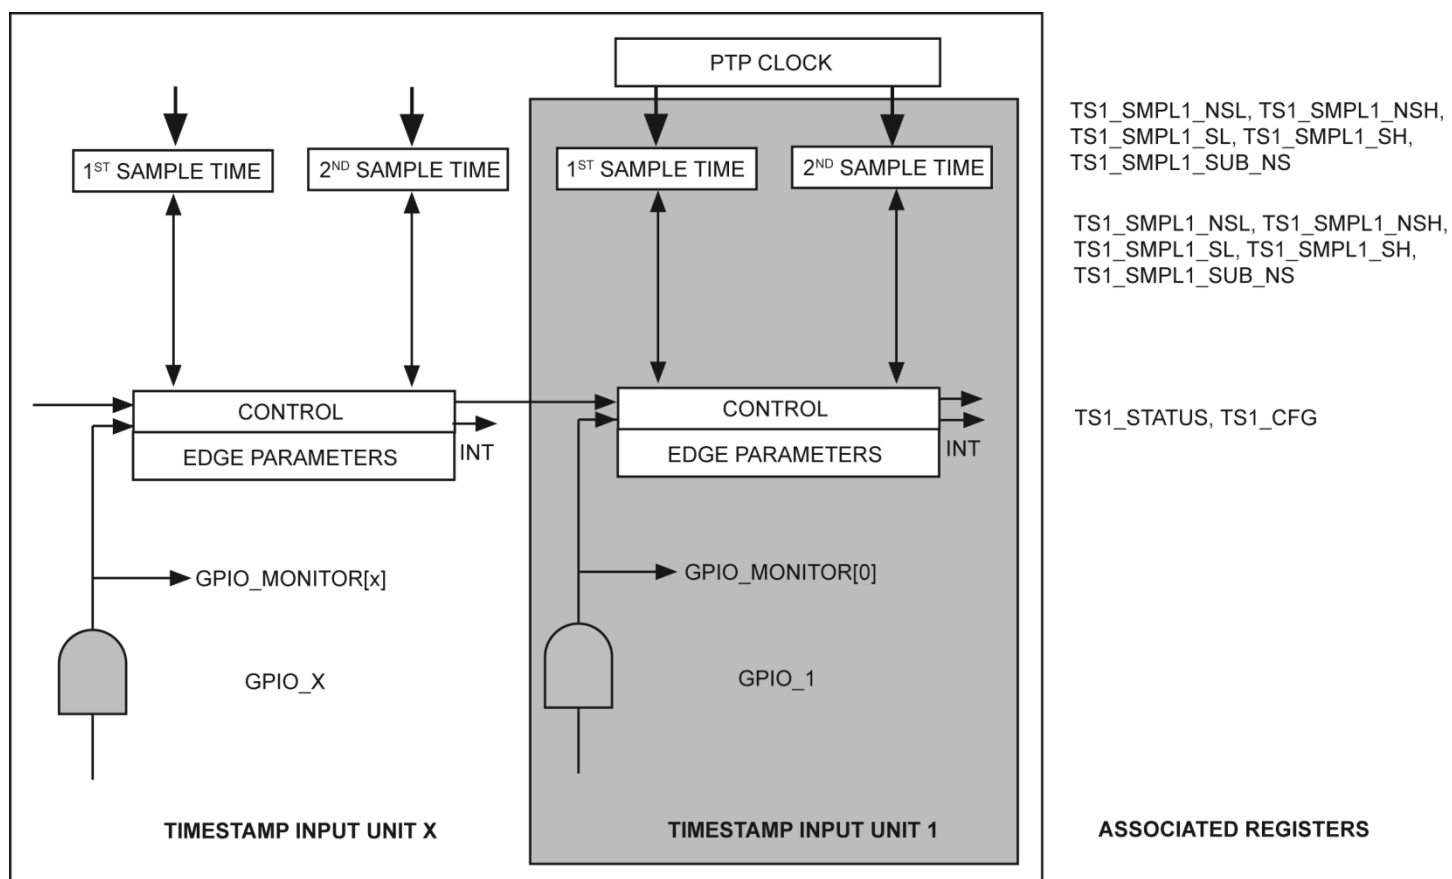 PTP CLOCK
1ST SAMPLE TIME
2ND SAMPLE TIME
1ST SAMPLE TIME
2ND SAMPLE TIME
TS1_SMPL1_NSL, TS1_SMPL1_NSH,
TS1_SMPL1_SL, TS1_SMPL1_SH,
TS1_SMPL1_SUB_NS
TS1_SMPL1_NSL, TS1_SMPL1_NSH,
TS1_SMPL1_SL, TS1_SMPL1_SH,
TS1_SMPL1_SUB_NS
CONTROL
EDGE PARAMETERS
INT
CONTROL
EDGE PARAMETERS
INT
TS1_STATUS, TS1_CFG
GPIO_MONITOR[x]
GPIO_MONITOR[0]
GPIO_X
GPIO_1
TIMESTAMP INPUT UNIT X
TIMESTAMP INPUT UNIT 1
ASSOCIATED REGISTERS